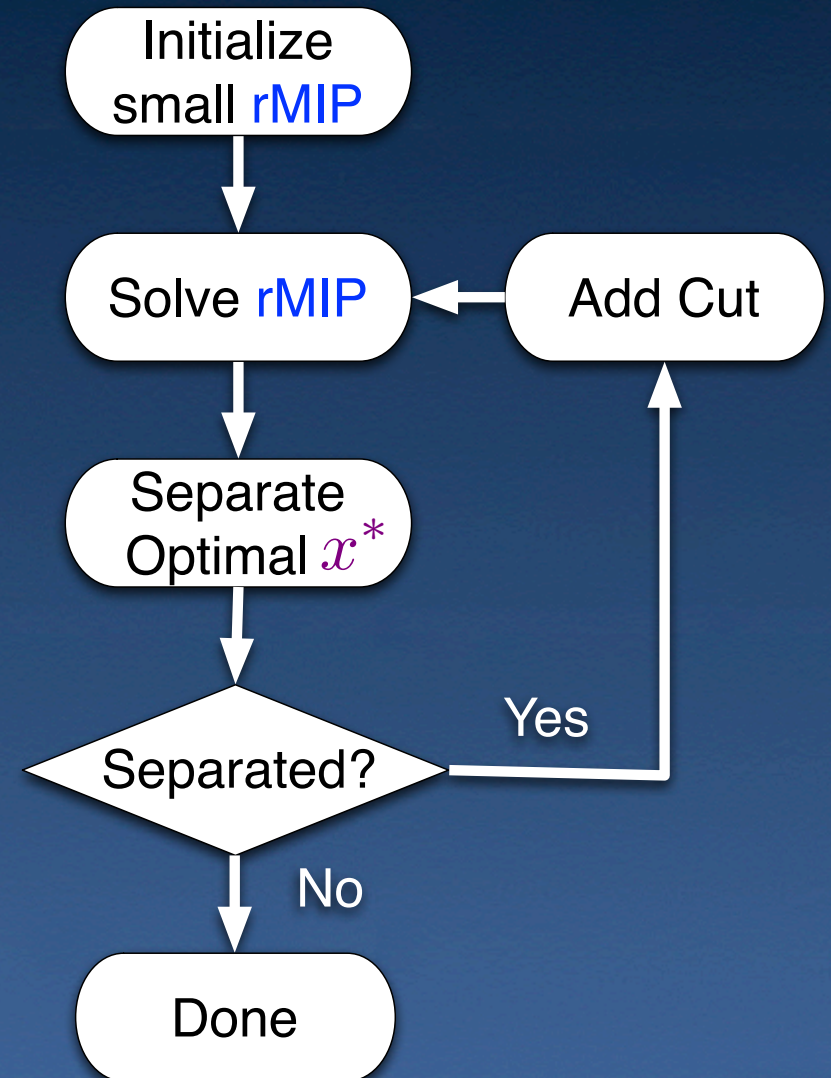 Initialize
small rMIP
Solve rMIP
Add Cut
Separate
Optimal x*
Separated?
Yes
No
Done